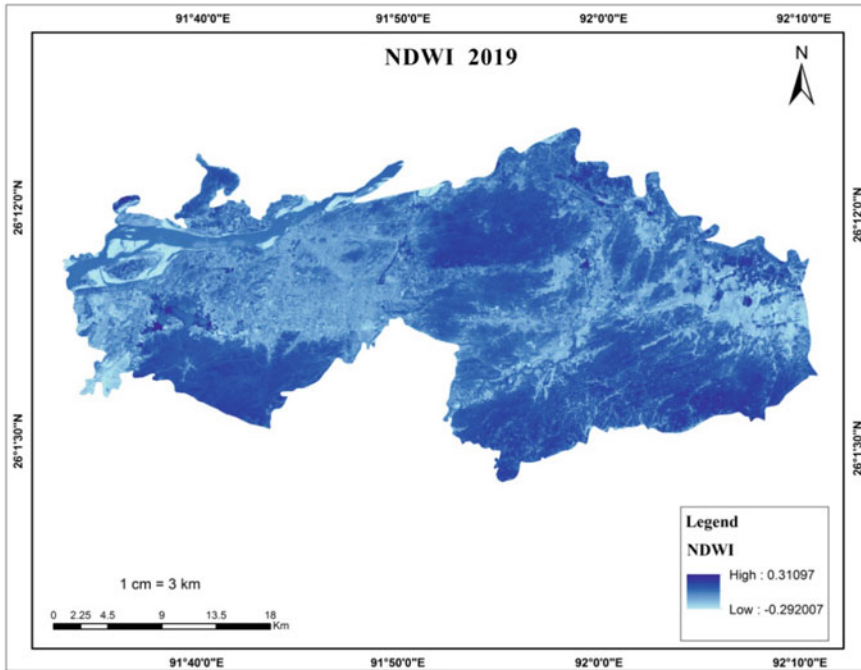 91°40'0"E 91°50'0"E 92°0'0"E 92°10'0"E
NDWI 2019
N
26°12'0"N
26°12'0"N
26°1'30"N
26°1'30"N
Legend
NDWI
High : 0.31097
Low : -0.292007
1 cm = 3 km
0 2.25 4.5 9 13.5 18
Km
91°40'0"E 91°50'0"E 92°0'0"E 92°10'0"E